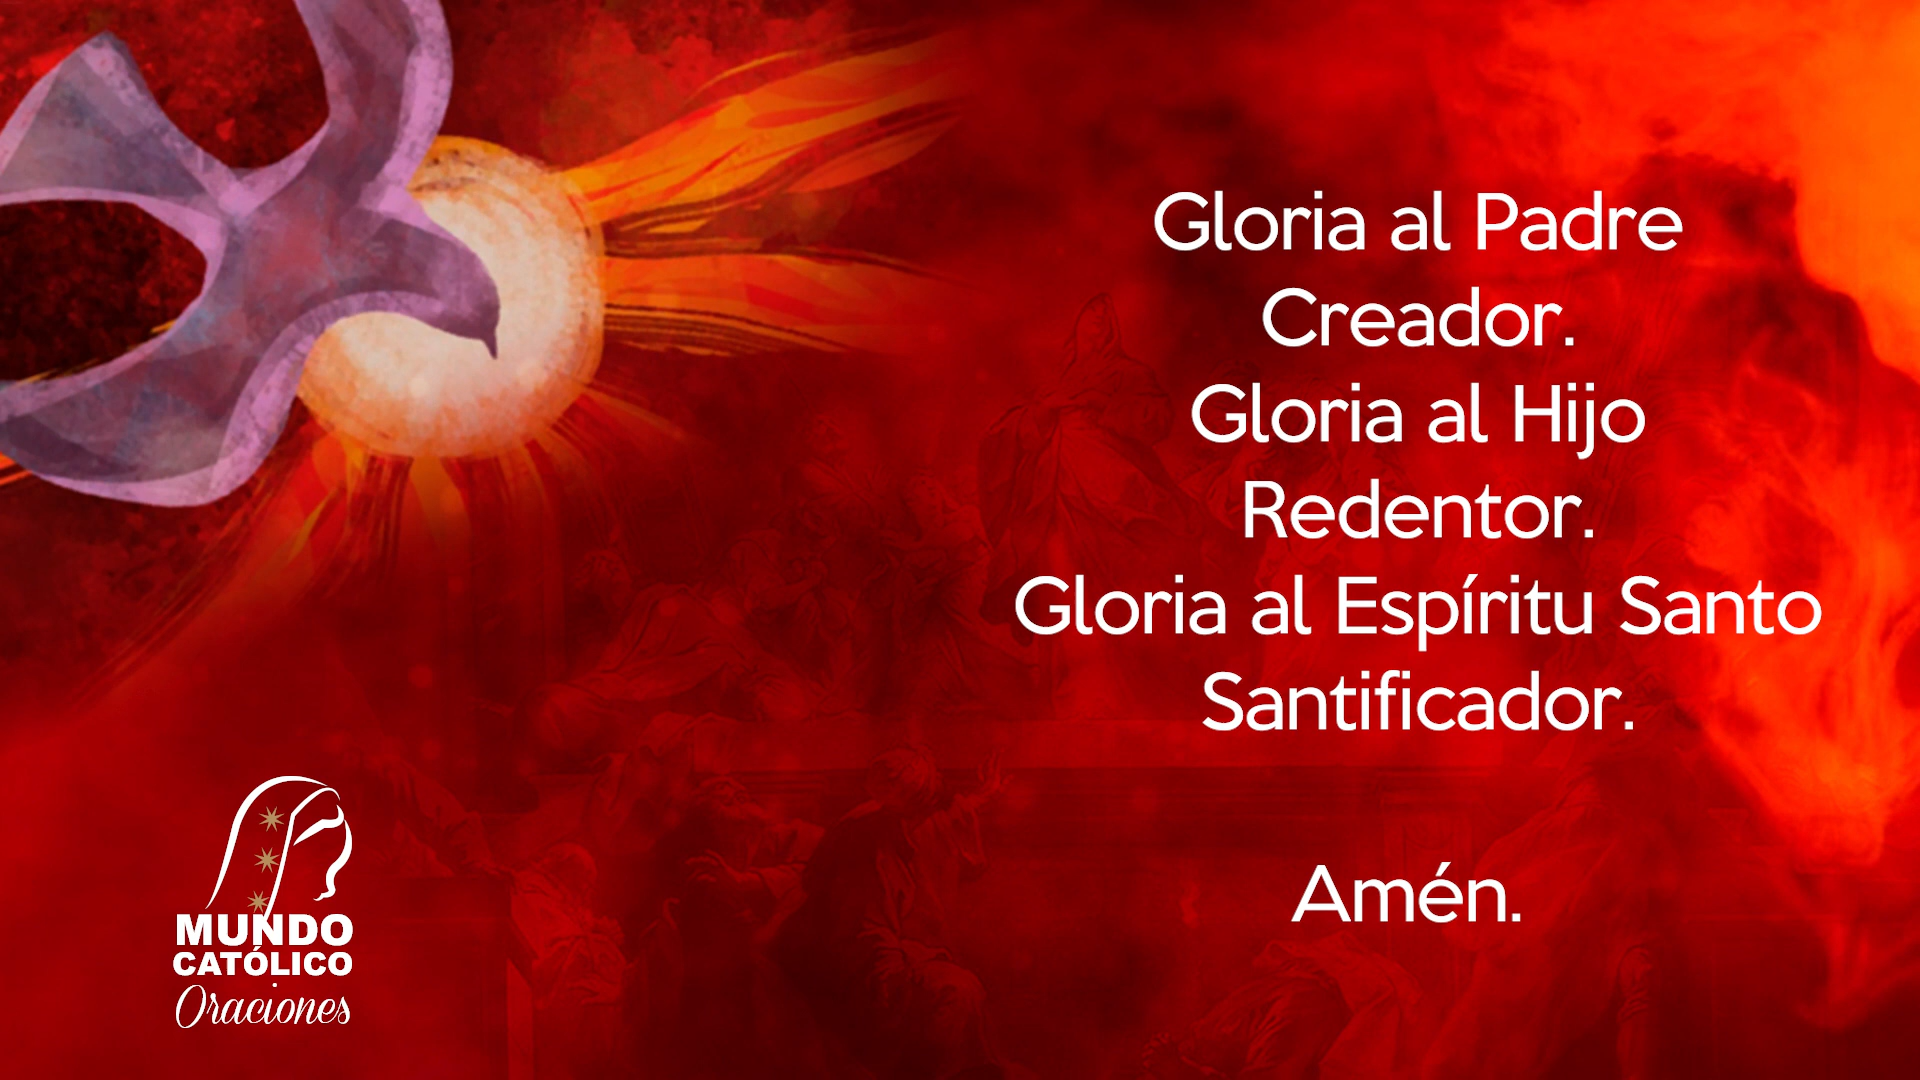 Gloria al Padre
Creador.
Gloria al Hijo
Redentor.
Gloria al Espíritu Santo
Santificador.
Amén.
MUNDO
CATÓLICO
Oraciones